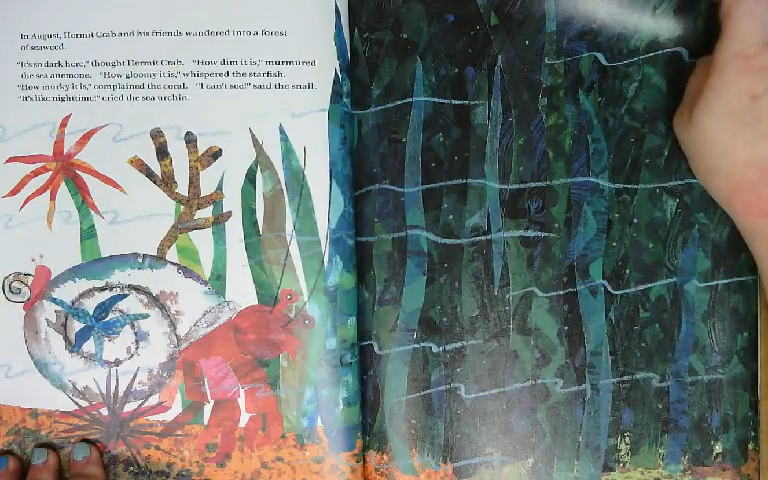 In August, Hermit Crab and his friends wandered into a forest
of seaweed.
"It's so dark here," thought Hermit Crab. "How dim it is," murmured
the sea anemone. "How gloomy it is," whispered the starfish.
"How murky it is," complained the coral. "I can't see!" said the snail.
"It's like nighttime!" cried the sea urchin.